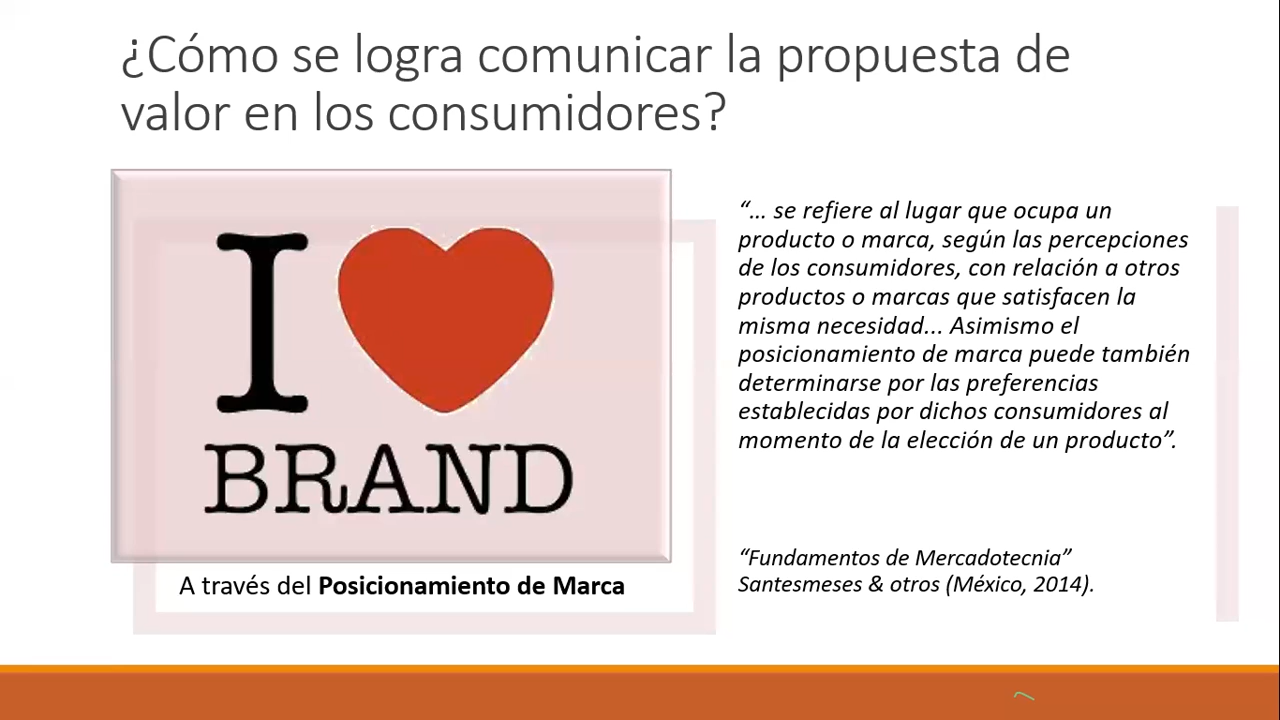 ¿Cómo se logra comunicar la propuesta de
valor en los consumidores?
I
BRAND
A través del Posicionamiento de Marca
“... se refiere al lugar que ocupa un
producto o marca, según las percepciones
de los consumidores, con relación a otros
productos o marcas que satisfacen la
misma necesidad... Asimismo el
posicionamiento de marca puede también
determinarse por las preferencias
establecidas por dichos consumidores al
momento de la elección de un producto”.
“Fundamentos de Mercadotecnia”
Santesmeses & otros (México, 2014).